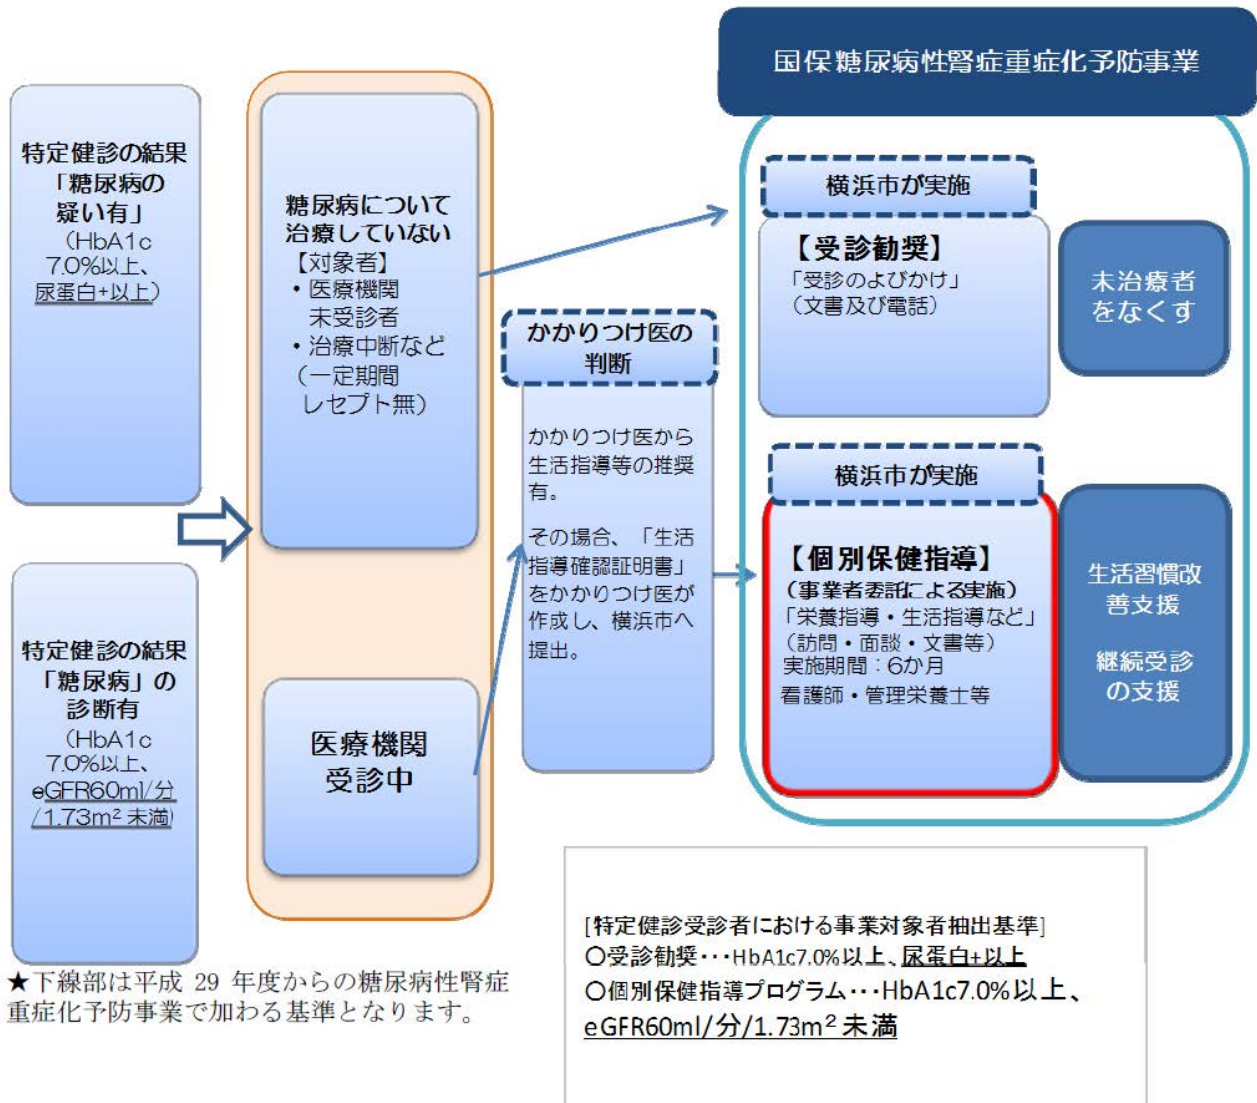 国保糖尿病性腎症重症化予防事業
特定健診の結果
「糖尿病の
疑い有」
（HbA1c
7.0%以上、
尿蛋白+以上）
特定健診の結果
「糖尿病」の
診断有
（HbA1c
7.0%以上、
eGFR60ml/分
/1.73m² 未満）
糖尿病について
治療していない
【対象者】
・医療機関
未受診者
・治療中断など
（一定期間
レセプト無）
医療機関
受診中
かかりつけ医の
判断
かかりつけ医から
生活指導等の推奨
有。
その場合、「生活
指導確認証明書」
をかかりつけ医が
作成し、横浜市へ
提出。
横浜市が実施
【受診勧奨】
「受診のよびかけ」
（文書及び電話）
未治療者
をなくす
横浜市が実施
【個別保健指導】
（事業者委託による実施）
「栄養指導・生活指導など」
（訪問・面談・文書等）
実施期間：6か月
看護師・管理栄養士等
生活習慣改
善支援
継続受診
の支援
★下線部は平成 29 年度からの糖尿病性腎症
重症化予防事業で加わる基準となります。
[特定健診受診者における事業対象者抽出基準]
○受診勧奨・・・HbA1c7.0%以上、尿蛋白+以上
○個別保健指導プログラム・・・HbA1c7.0%以上、
eGFR60ml/分/1.73m² 未満